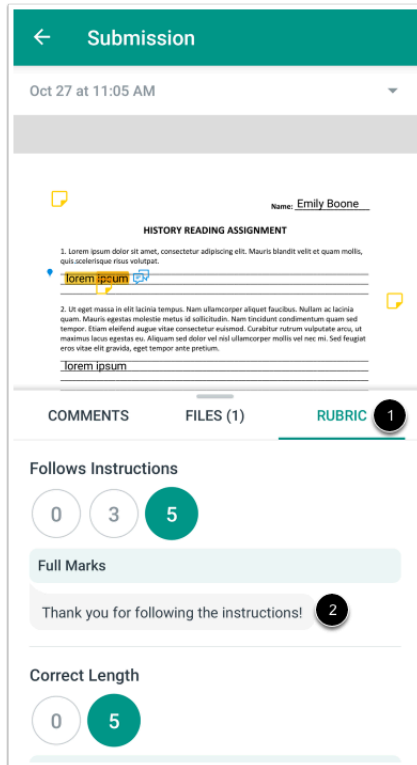 Submission
Oct 27 at 11:05 AM
Name: Emily Boone
HISTORY READING ASSIGNMENT
1. Lorem ipsum dolor sit amet, consectetur adipiscing elit. Mauris blandit velit et quam mollis,
quis scelerisque risus volutpat.
lorem ipsum
2. Ut eget massa in elit lacinia tempus. Nam ullamcorper aliquet faucibus. Nullam ac lacinia
quam. Mauris egestas molestie metus id sollicitudin. Nam tincidunt condimentum quam sed
tempor. Etiam eleifend augue vitae consectetur euismod. Curabitur rutrum vulputate arcu, ut
maximus lacus egestas eu. Aliquam sed dolor vel nisl ullamcorper mollis vel nec mi. Sed feugiat
eros vitae elit gravida, eget tempor ante pretium.
lorem ipsum
COMMENTS FILES (1) RUBRIC 1
Follows Instructions
0 3 5
Full Marks
Thank you for following the instructions! 2
Correct Length
0 5